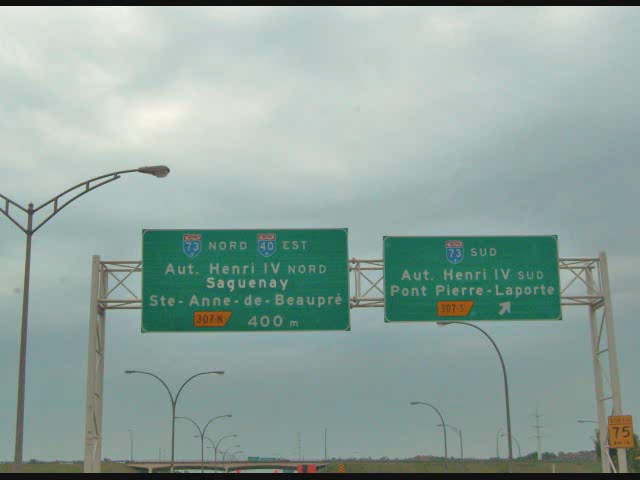 73 NORD 40 EST
Aut. Henri IV NORD
Saguenay
Ste-Anne-de-Beaupré
307-N 400 m
73 SUD
Aut. Henri IV SUD
Pont Pierre-Laporte
307-S
75